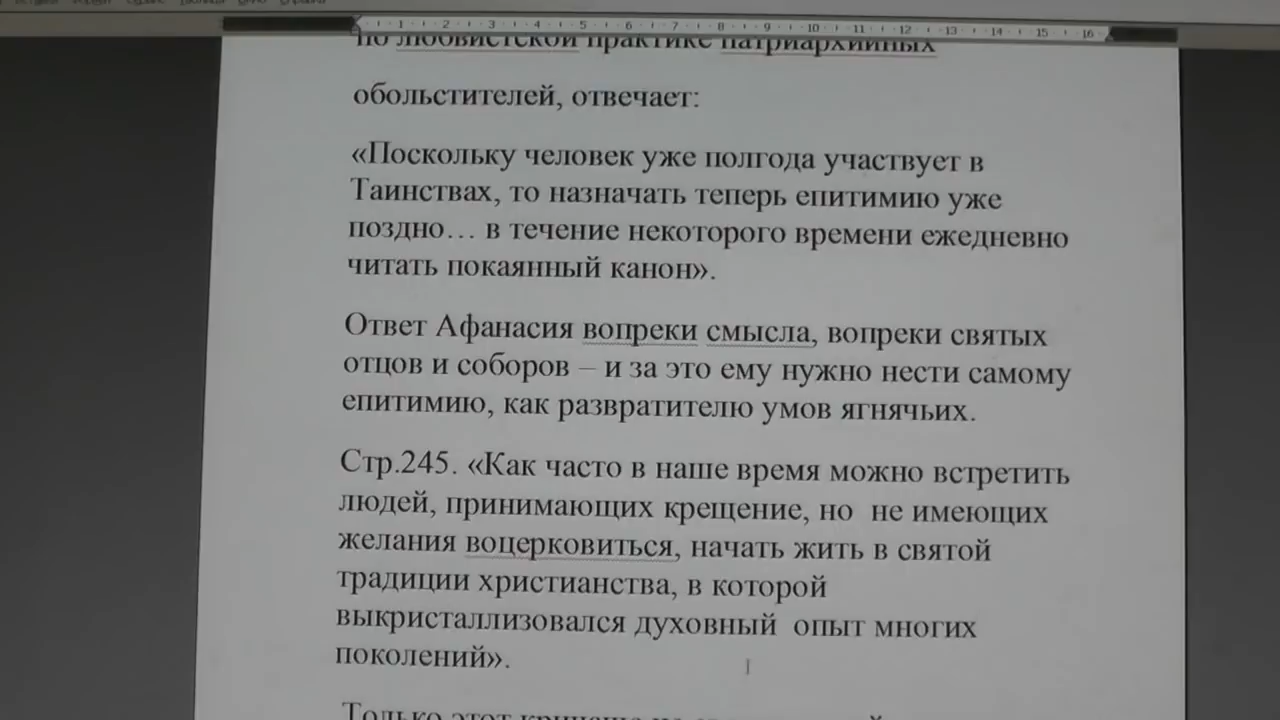 по любвистской практике патриархийных
обольстителей, отвечает:
«Поскольку человек уже полгода участвует в
Таинствах, то назначать теперь епитимию уже
поздно… в течение некоторого времени ежедневно
читать покаянный канон».
Ответ Афанасия вопреки смысла, вопреки святых
отцов и соборов – и за это ему нужно нести самому
епитимию, как развратителю умов ягнячьих.
Стр.245. «Как часто в наше время можно встретить
людей, принимающих крещение, но не имеющих
желания воцерковиться, начать жить в святой
традиции христианства, в которой
выкристаллизовался духовный опыт многих
поколений».
Только этот